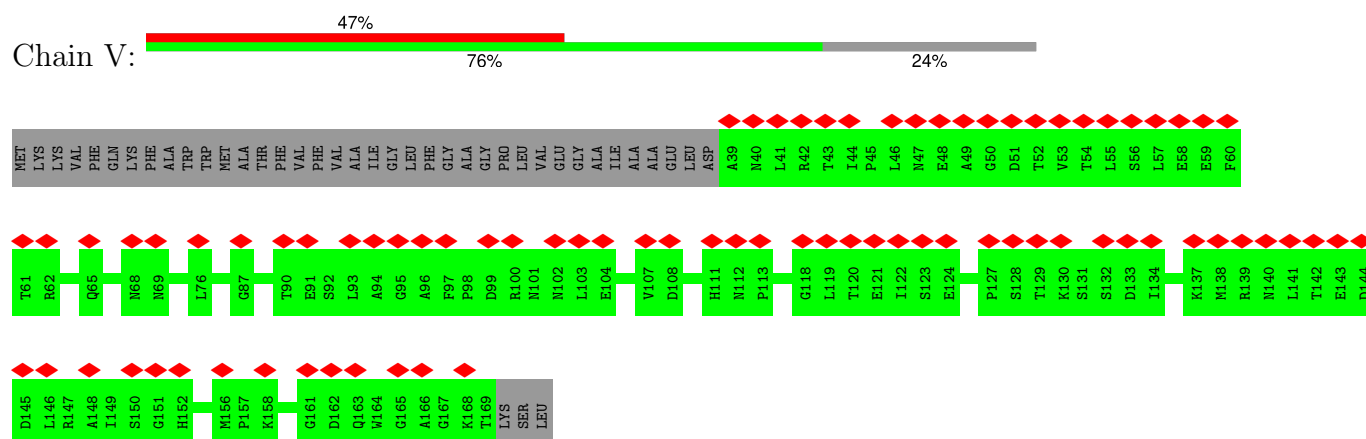 47%
Chain V:
76% 24%
MET LYS LYS VAL PHE GLN LYS PHE ALA TRP TRP MET ALA THR PHE VAL PHE VAL ALA ILE GLY LEU PHE GLY ALA GLY PRO LEU VAL GLU GLY ALA ILE ALA ALA GLU LEU ASP A39 N40 L41 R42 T43 I44 P45 L46 N47 E48 A49 G50 D51 T52 V53 T54 L55 S56 L57 E58 E59 F60
T61 R62 Q65 N68 N69 L76 G87 T90 E91 S92 L93 A94 G95 A96 F97 P98 D99 R100 N101 N102 L103 E104 V107 D108 H111 N112 P113 G118 L119 T120 E121 I122 S123 E124 P127 S128 T129 K130 S131 S132 D133 I134 K137 M138 R139 N140 L141 T142 E143 D144
D145 L146 R147 A148 I149 S150 G151 H152 M156 P157 K158 G161 D162 Q163 W164 G165 A166 G167 K168 T169 LYS SER LEU